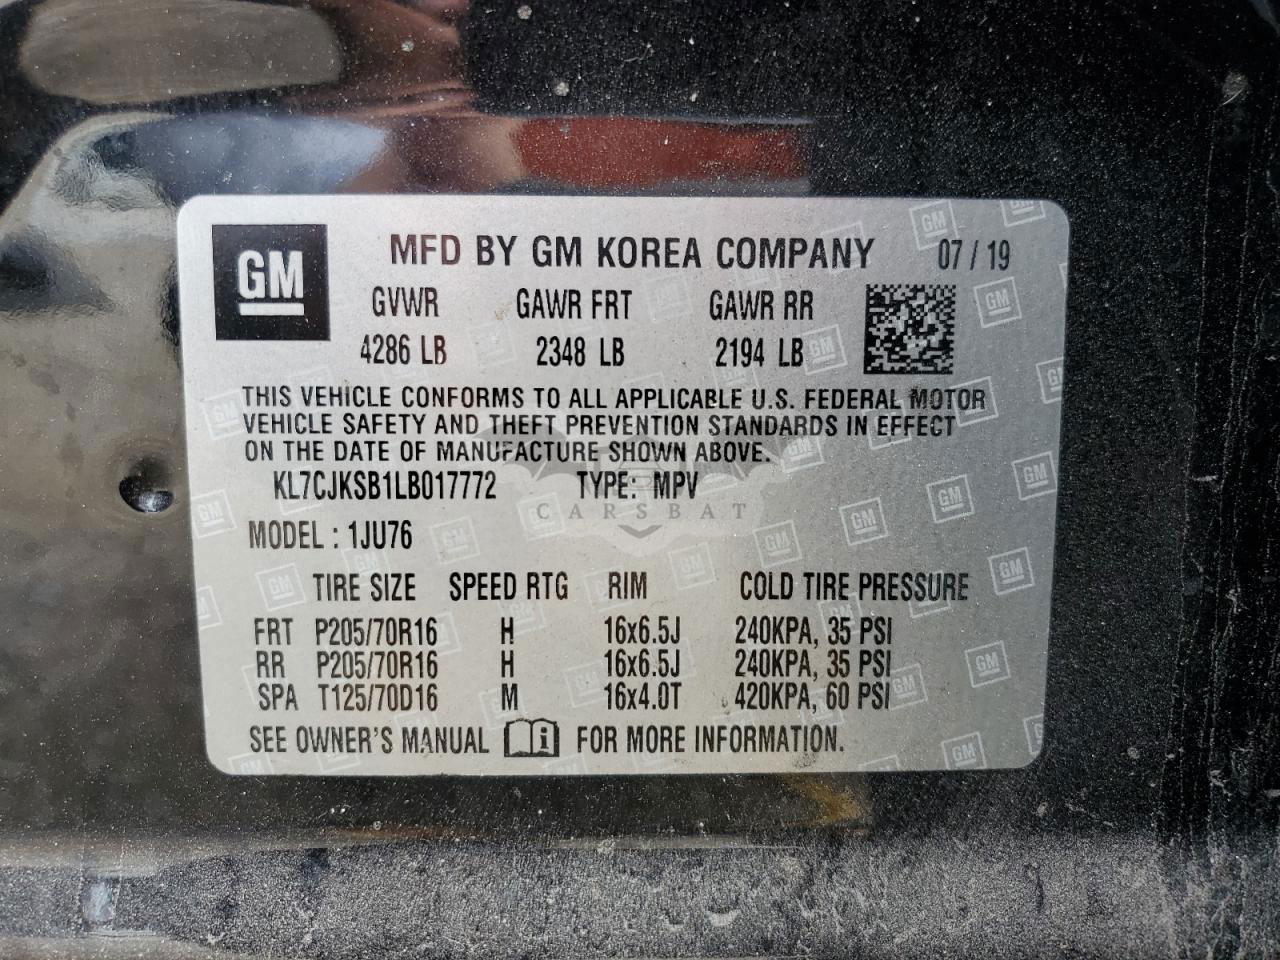 GM MFD BY GM KOREA COMPANY 07 / 19
GVWR GAWR FRT GAWR RR
4286 LB 2348 LB 2194 LB
THIS VEHICLE CONFORMS TO ALL APPLICABLE U.S. FEDERAL MOTOR
VEHICLE SAFETY AND THEFT PREVENTION STANDARDS IN EFFECT
ON THE DATE OF MANUFACTURE SHOWN ABOVE.
KL7CJKSB1LB017772 TYPE: MPV
CARSBAT
MODEL : 1JU76
TIRE SIZE SPEED RTG RIM COLD TIRE PRESSURE
FRT P205/70R16 H 16x6.5J 240KPA, 35 PSI
RR P205/70R16 H 16x6.5J 240KPA, 35 PSI
SPA T125/70D16 M 16x4.0T 420KPA, 60 PSI
SEE OWNER'S MANUAL i FOR MORE INFORMATION.